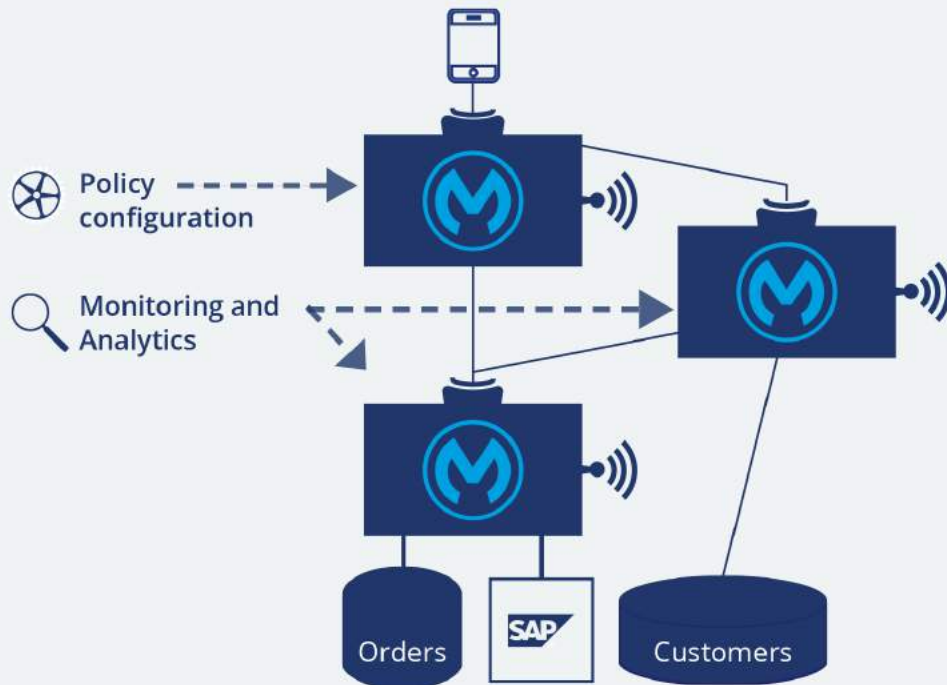 Policy
configuration
Monitoring and
Analytics
Orders
SAP
Customers